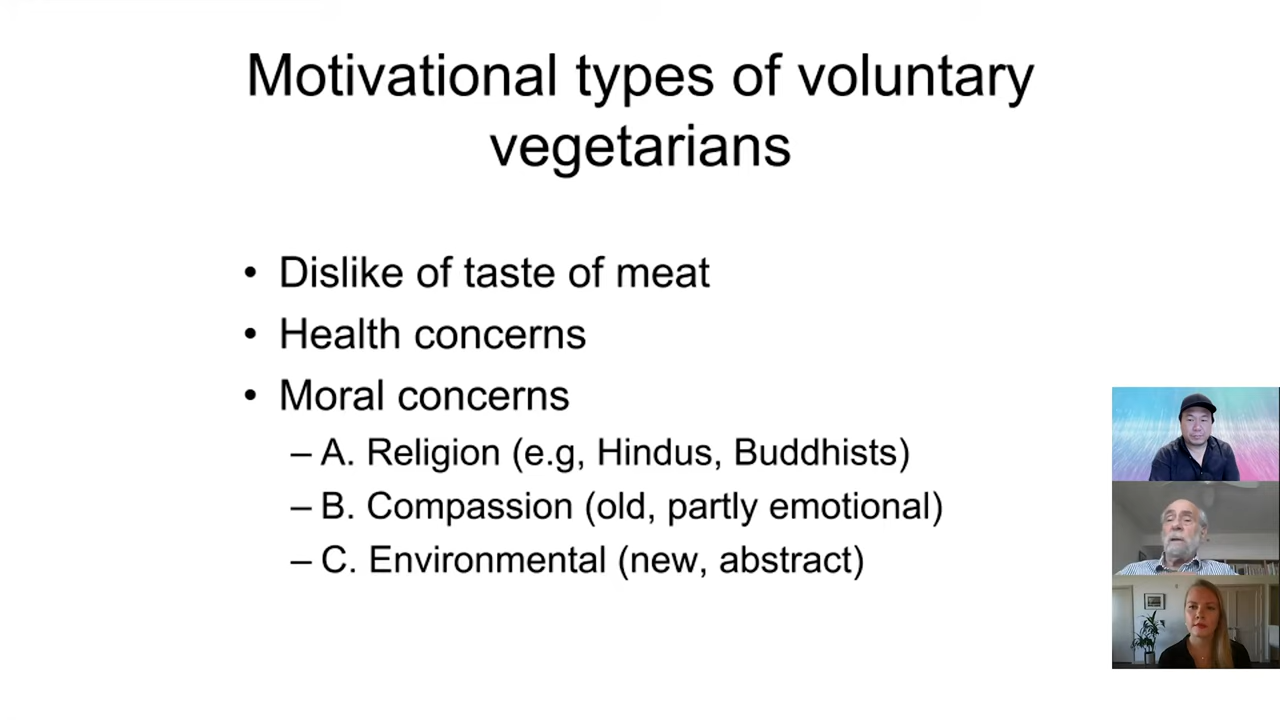 Motivational types of voluntary
vegetarians
• Dislike of taste of meat
• Health concerns
• Moral concerns
– A. Religion (e.g, Hindus, Buddhists)
– B. Compassion (old, partly emotional)
– C. Environmental (new, abstract)